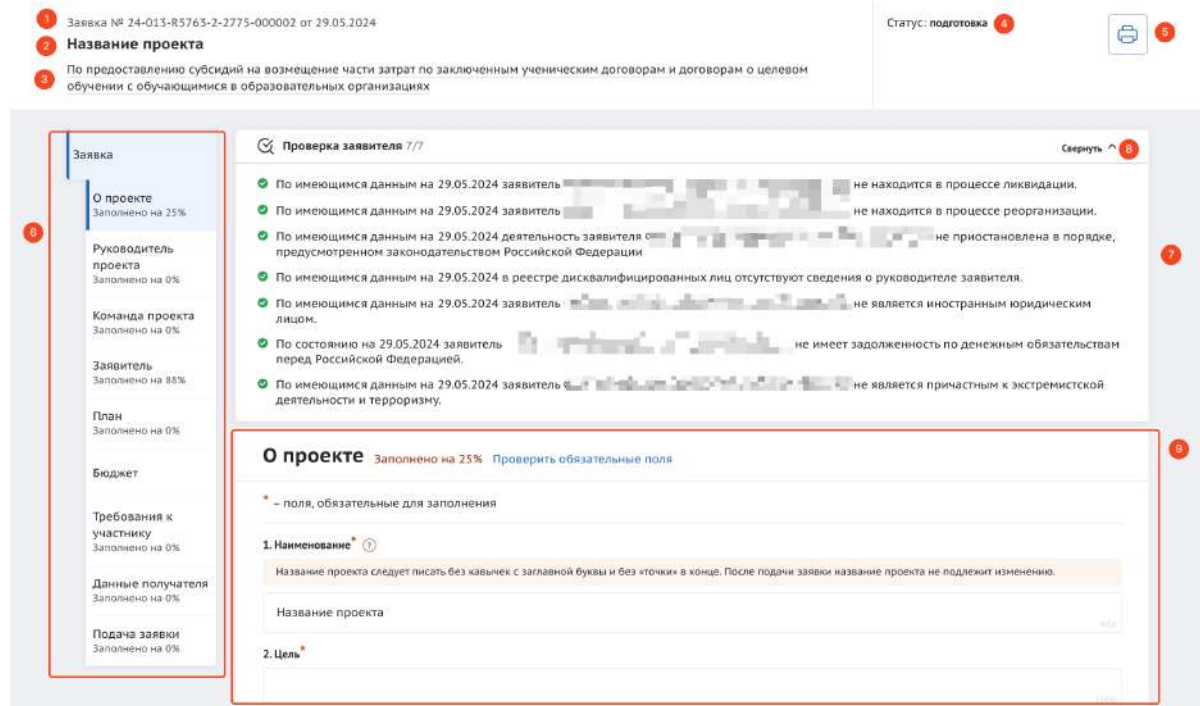 1 Заявка № 24-013-R5763-2-2775-000002 от 29.05.2024
Статус: подготовка 4
5
2 Название проекта
3 По предоставлению субсидий на возмещение части затрат по заключенным ученическим договорам и договорам о целевом
обучении с обучающимися в образовательных организациях
6
Заявка
О проекте
Заполнено на 25%
Руководитель
проекта
Заполнено на 0%
Команда проекта
Заполнено на 0%
Заявитель
Заполнено на 88%
План
Заполнено на 0%
Бюджет
Требования к
участнику
Заполнено на 0%
Данные получателя
Заполнено на 0%
Подача заявки
Заполнено на 0%
Проверка заявителя 7/7
Свернуть 8
По имеющимся данным на 29.05.2024 заявитель не находится в процессе ликвидации.
По имеющимся данным на 29.05.2024 заявитель не находится в процессе реорганизации.
По имеющимся данным на 29.05.2024 деятельность заявителя не приостановлена в порядке,
предусмотренном законодательством Российской Федерации
7
По имеющимся данным на 29.05.2024 в реестре дисквалифицированных лиц отсутствуют сведения о руководителе заявителя.
По имеющимся данным на 29.05.2024 заявитель не является иностранным юридическим
лицом.
По состоянию на 29.05.2024 заявитель не имеет задолженность по денежным обязательствам
перед Российской Федерацией.
По имеющимся данным на 29.05.2024 заявитель не является причастным к экстремистской
деятельности и терроризму.
9
О проекте Заполнено на 25% Проверить обязательные поля
* – поля, обязательные для заполнения
1. Наименование* ?
Название проекта следует писать без кавычек с заглавной буквы и без «точки» в конце. После подачи заявки название проекта не подлежит изменению.
Название проекта
2. Цель*